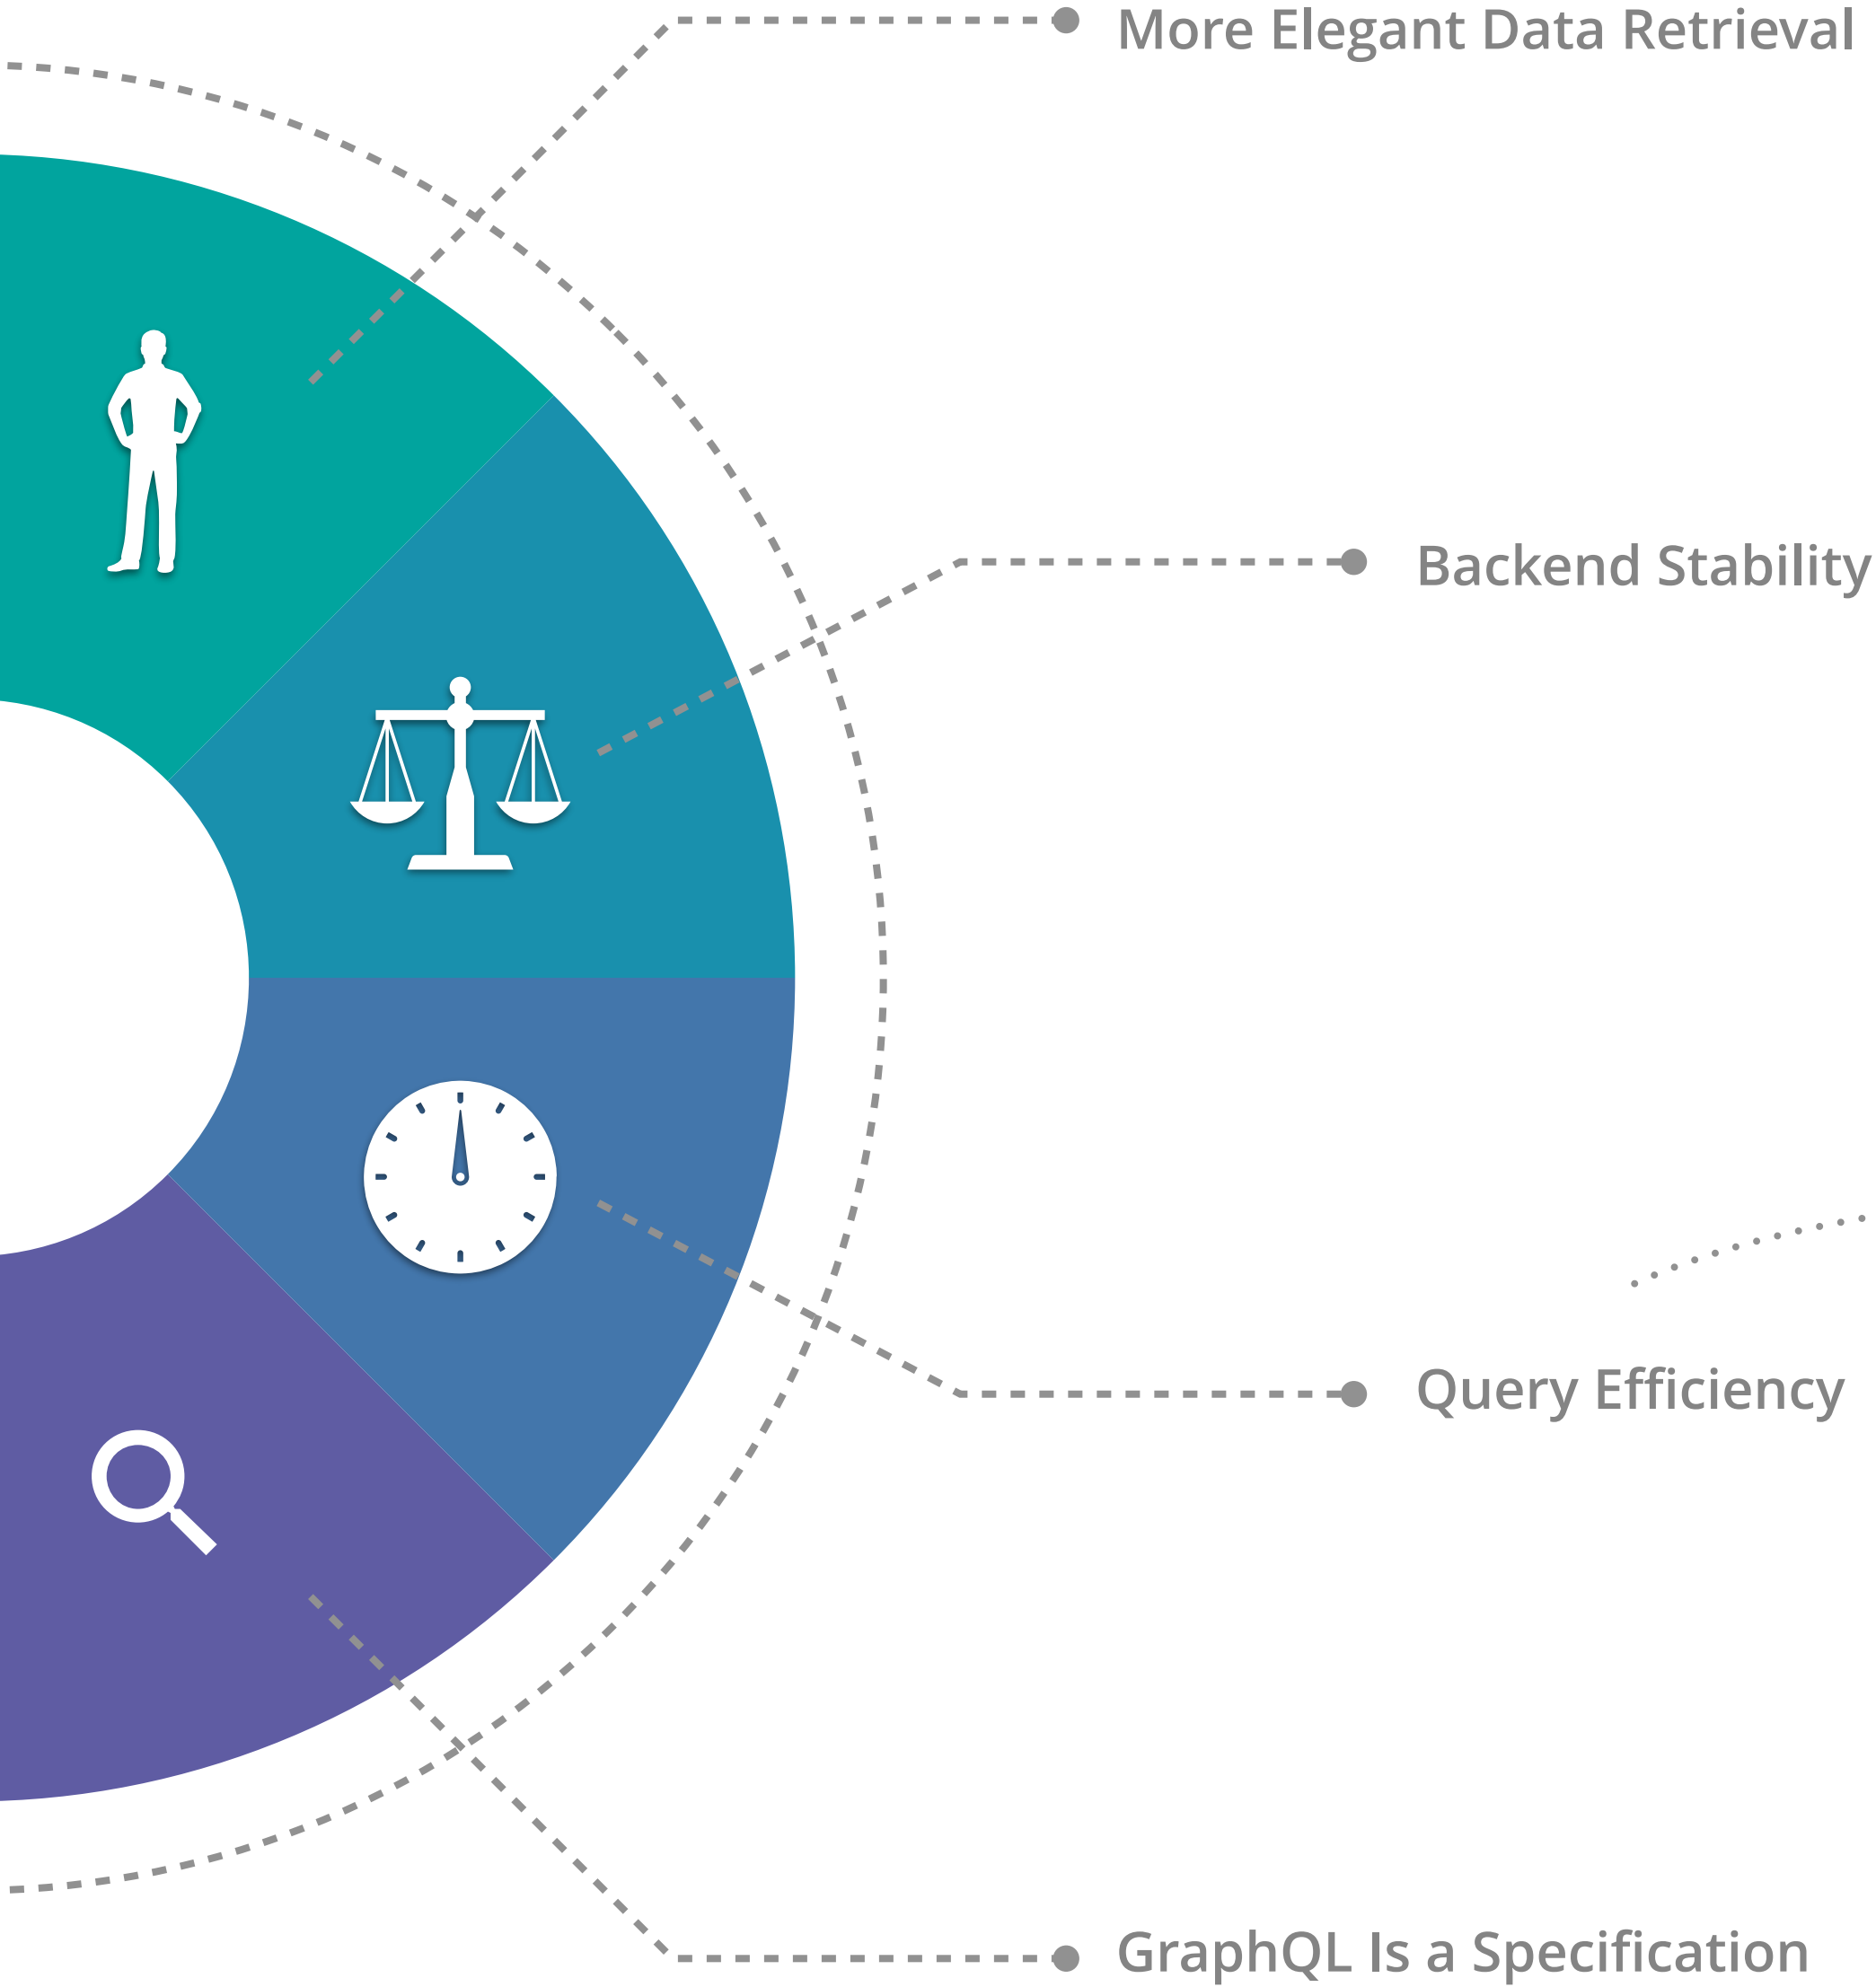 More Elegant Data Retrieval
Backend Stability
Query Efficiency
GraphQL Is a Specification